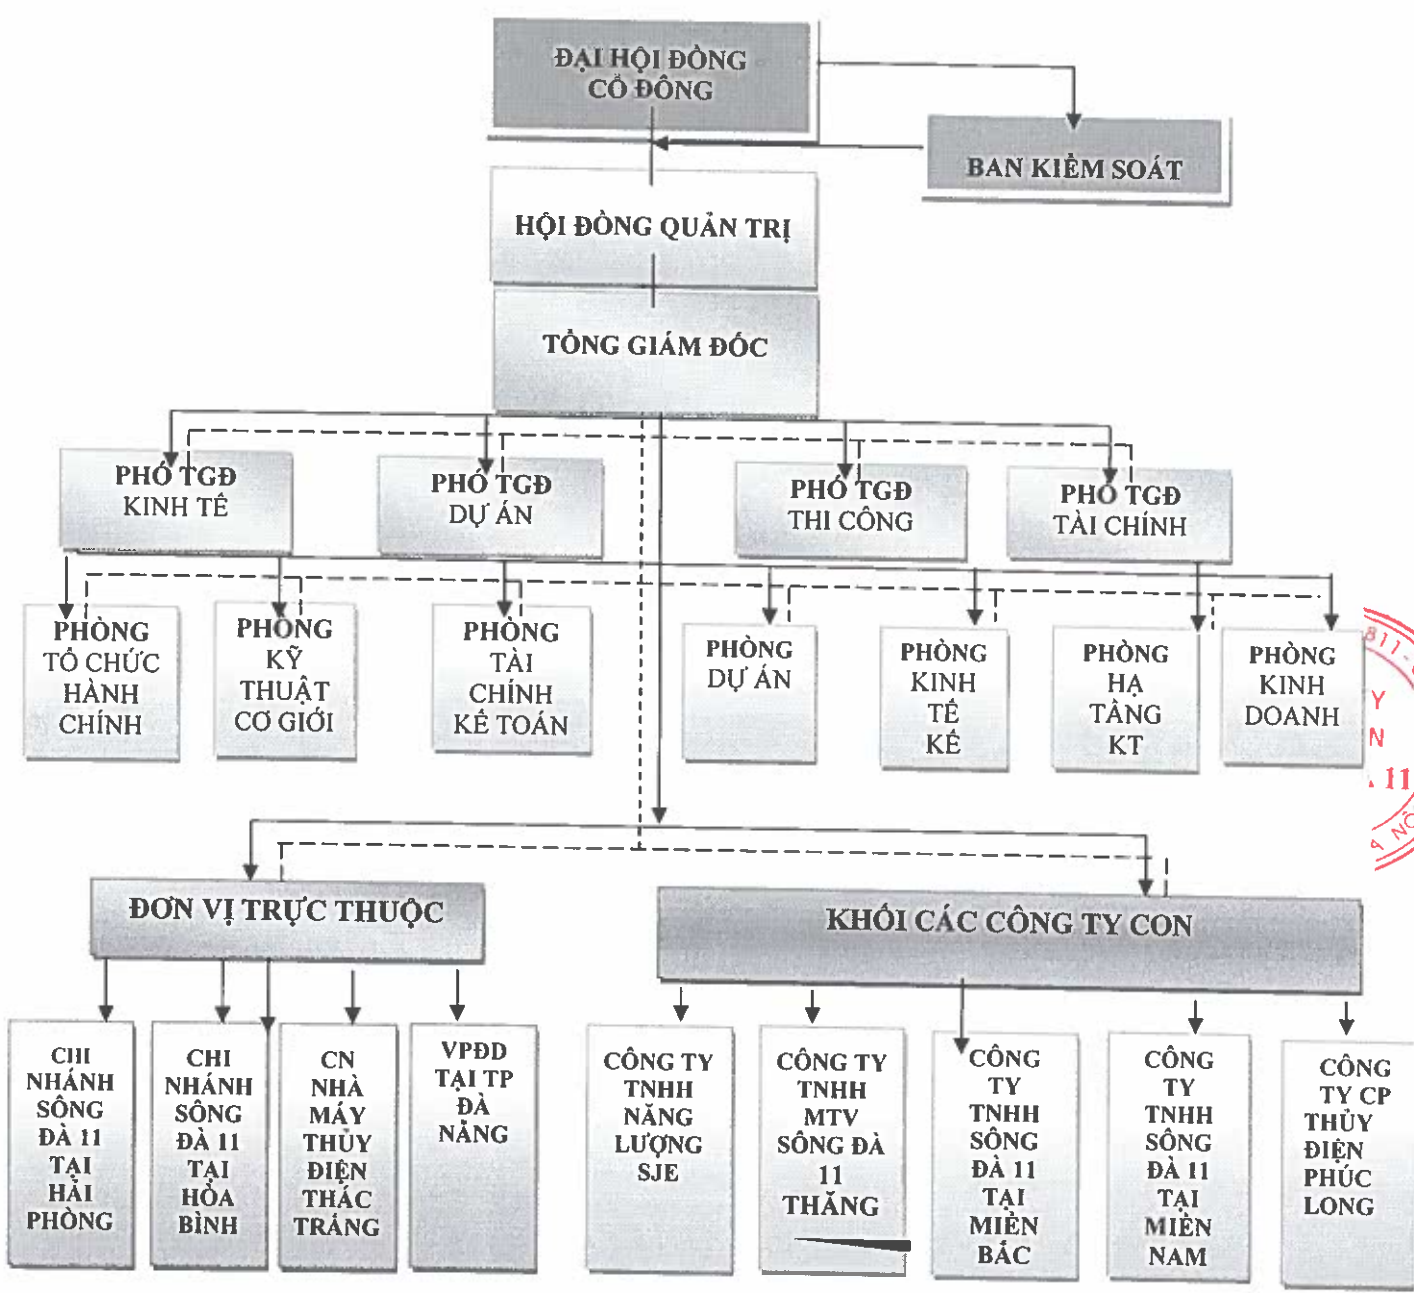 ĐẠI HỘI ĐỒNG
CỔ ĐÔNG
BAN KIỂM SOÁT
HỘI ĐỒNG QUẢN TRỊ
TỔNG GIÁM ĐỐC
PHÓ TGĐ
KINH TẾ
PHÓ TGĐ
DỰ ÁN
PHÓ TGĐ
THI CÔNG
PHÓ TGĐ
TÀI CHÍNH
PHÒNG
TỔ CHỨC
HÀNH
CHÍNH
PHÒNG
KỸ
THUẬT
CƠ GIỚI
PHÒNG
TÀI
CHÍNH
KẾ TOÁN
PHÒNG
DỰ ÁN
PHÒNG
KINH
TẾ
KẾ
PHÒNG
HẠ
TẦNG
KT
PHÒNG
KINH
DOANH
811-
Y
N
11
ĐƠN VỊ TRỰC THUỘC
KHỐI CÁC CÔNG TY CON
CHI
NHÁNH
SÔNG
ĐÀ 11
TẠI
HẢI
PHÒNG
CHI
NHÁNH
SÔNG
ĐÀ 11
TẠI
HÒA
BÌNH
CN
NHÀ
MÁY
THỦY
ĐIỆN
THÁC
TRẮNG
VPĐD
TẠI TP
ĐÀ
NẴNG
CÔNG TY
TNHH
NĂNG
LƯỢNG
SJE
CÔNG TY
TNHH
MTV
SÔNG ĐÀ
11
THĂNG
CÔNG
TY
TNHH
SÔNG
ĐÀ 11
TẠI
MIỀN
BẮC
CÔNG
TY
TNHH
SÔNG
ĐÀ 11
TẠI
MIỀN
NAM
CÔNG
TY CP
THỦY
ĐIỆN
PHÚC
LONG